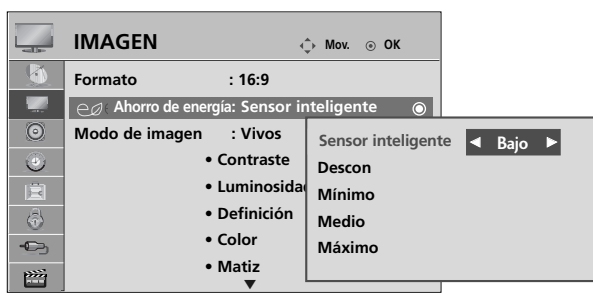 IMAGEN
Mov. OK
Formato : 16:9
Ahorro de energía: Sensor inteligente
Modo de imagen : Vivos
• Contraste
• Luminosida
• Definición
• Color
• Matiz
Sensor inteligente ◄ Bajo ►
Descon
Mínimo
Medio
Máximo